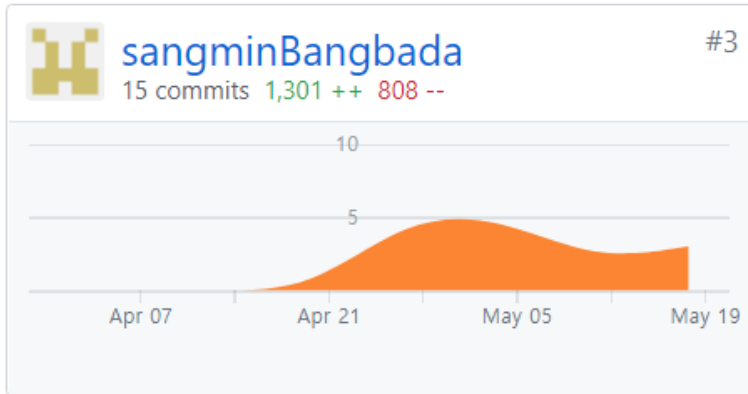 sangminBangbada #3
15 commits 1,301 ++ 808 --
10
5
Apr 07 Apr 21 May 05 May 19